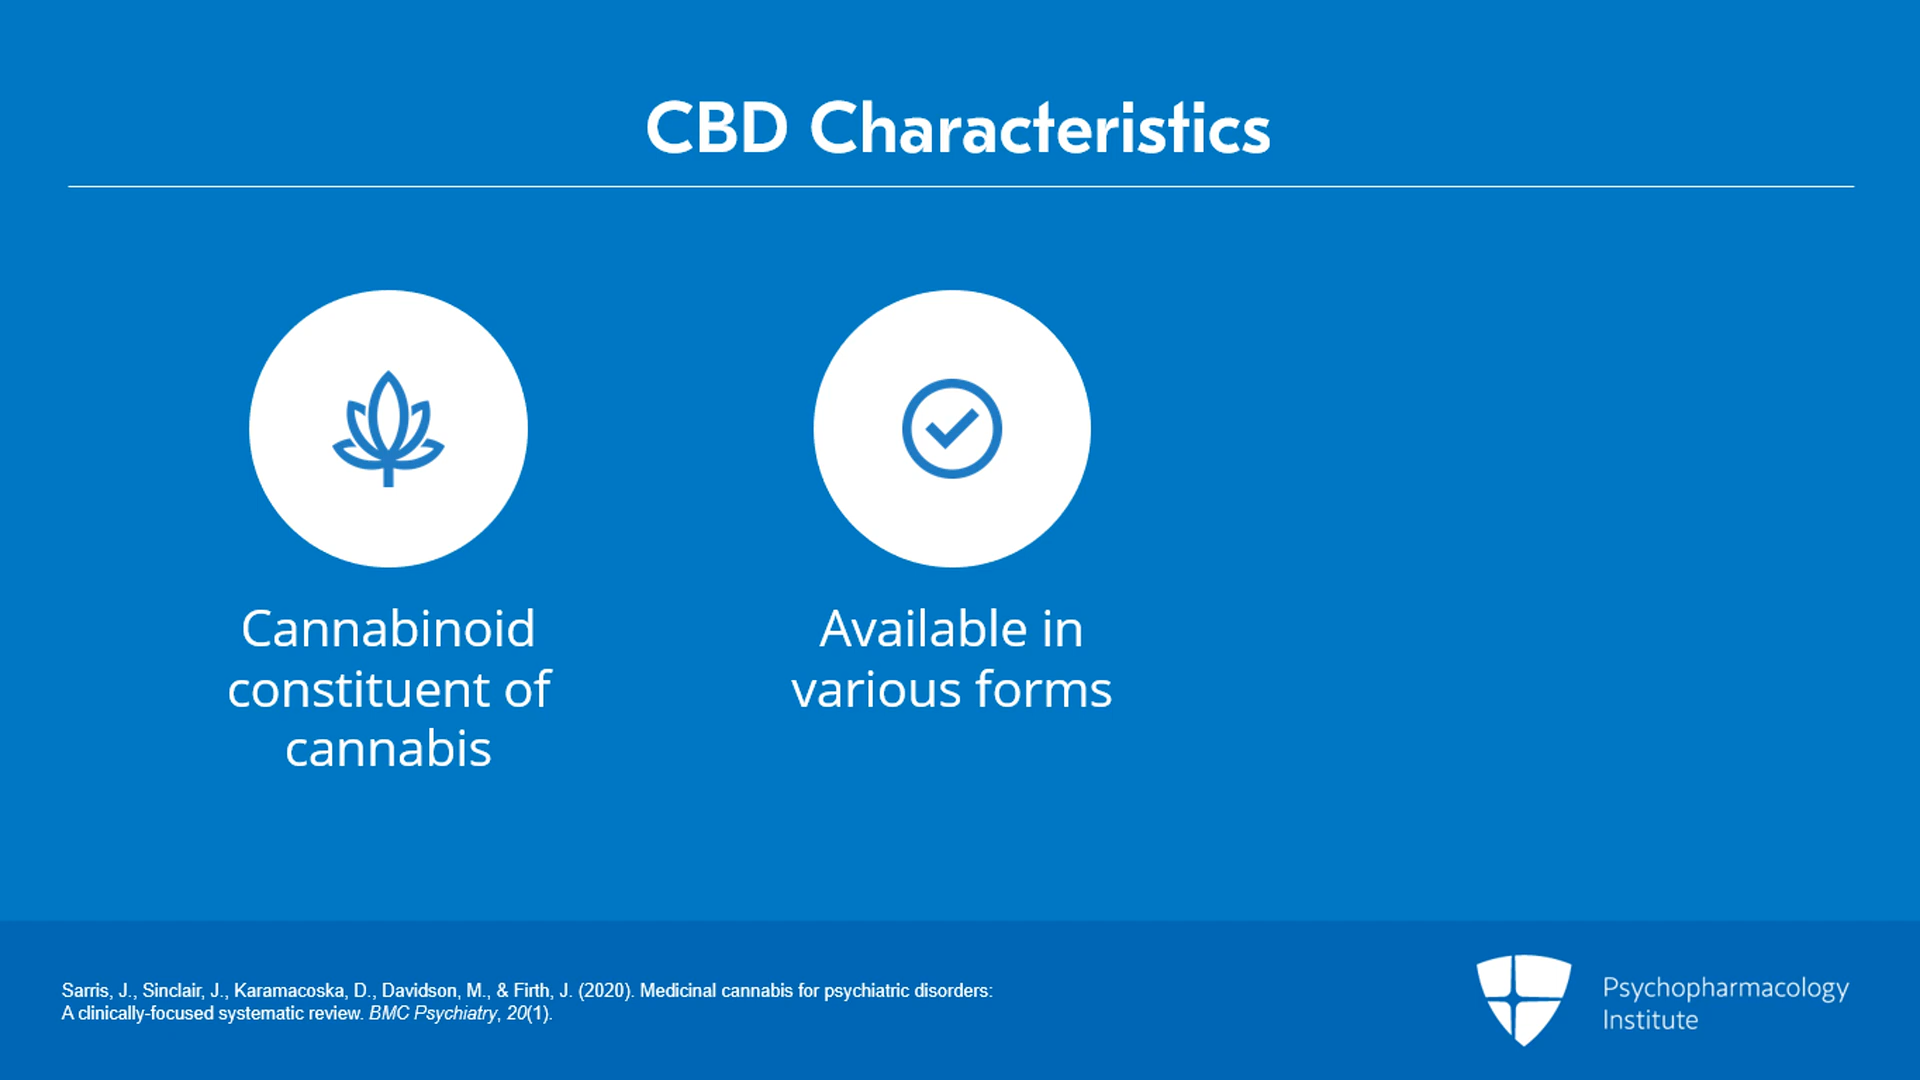 CBD Characteristics
Cannabinoid
constituent of
cannabis
Available in
various forms
Sarris, J., Sinclair, J., Karamacoska, D., Davidson, M., & Firth, J. (2020). Medicinal cannabis for psychiatric disorders:
A clinically-focused systematic review. BMC Psychiatry, 20(1).
Psychopharmacology
Institute